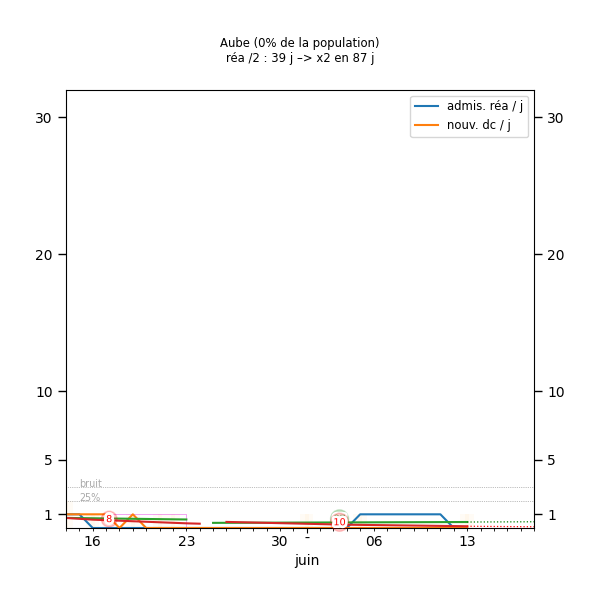 Aube (0% de la population)
réa /2 : 39 j –> x2 en 87 j
admis. réa / j
nouv. dc / j
30 30
20 20
10 10
5 5
bruit
25%
1 1
8
10
16 23 30 - 06 13
juin